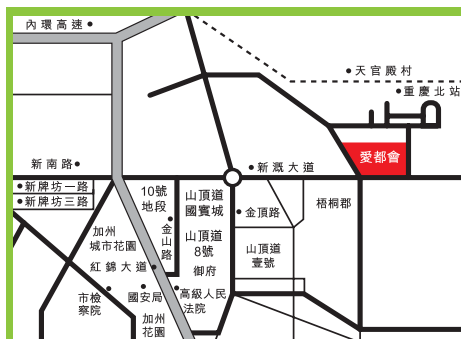 內環高速
天官殿村
重慶北站
愛都會
新南路
新溉大道
新牌坊一路
新牌坊三路
10號
地段
山頂道
國賓城
梧桐郡
金頂路
加州
城市花園
金山路
山頂道
8號
御府
山頂道
壹號
紅錦大道
市檢
察院
國安局
高級人民
法院
加州
花園